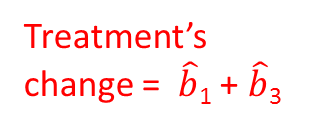 Treatment’s
change = b̂₁ + b̂₃